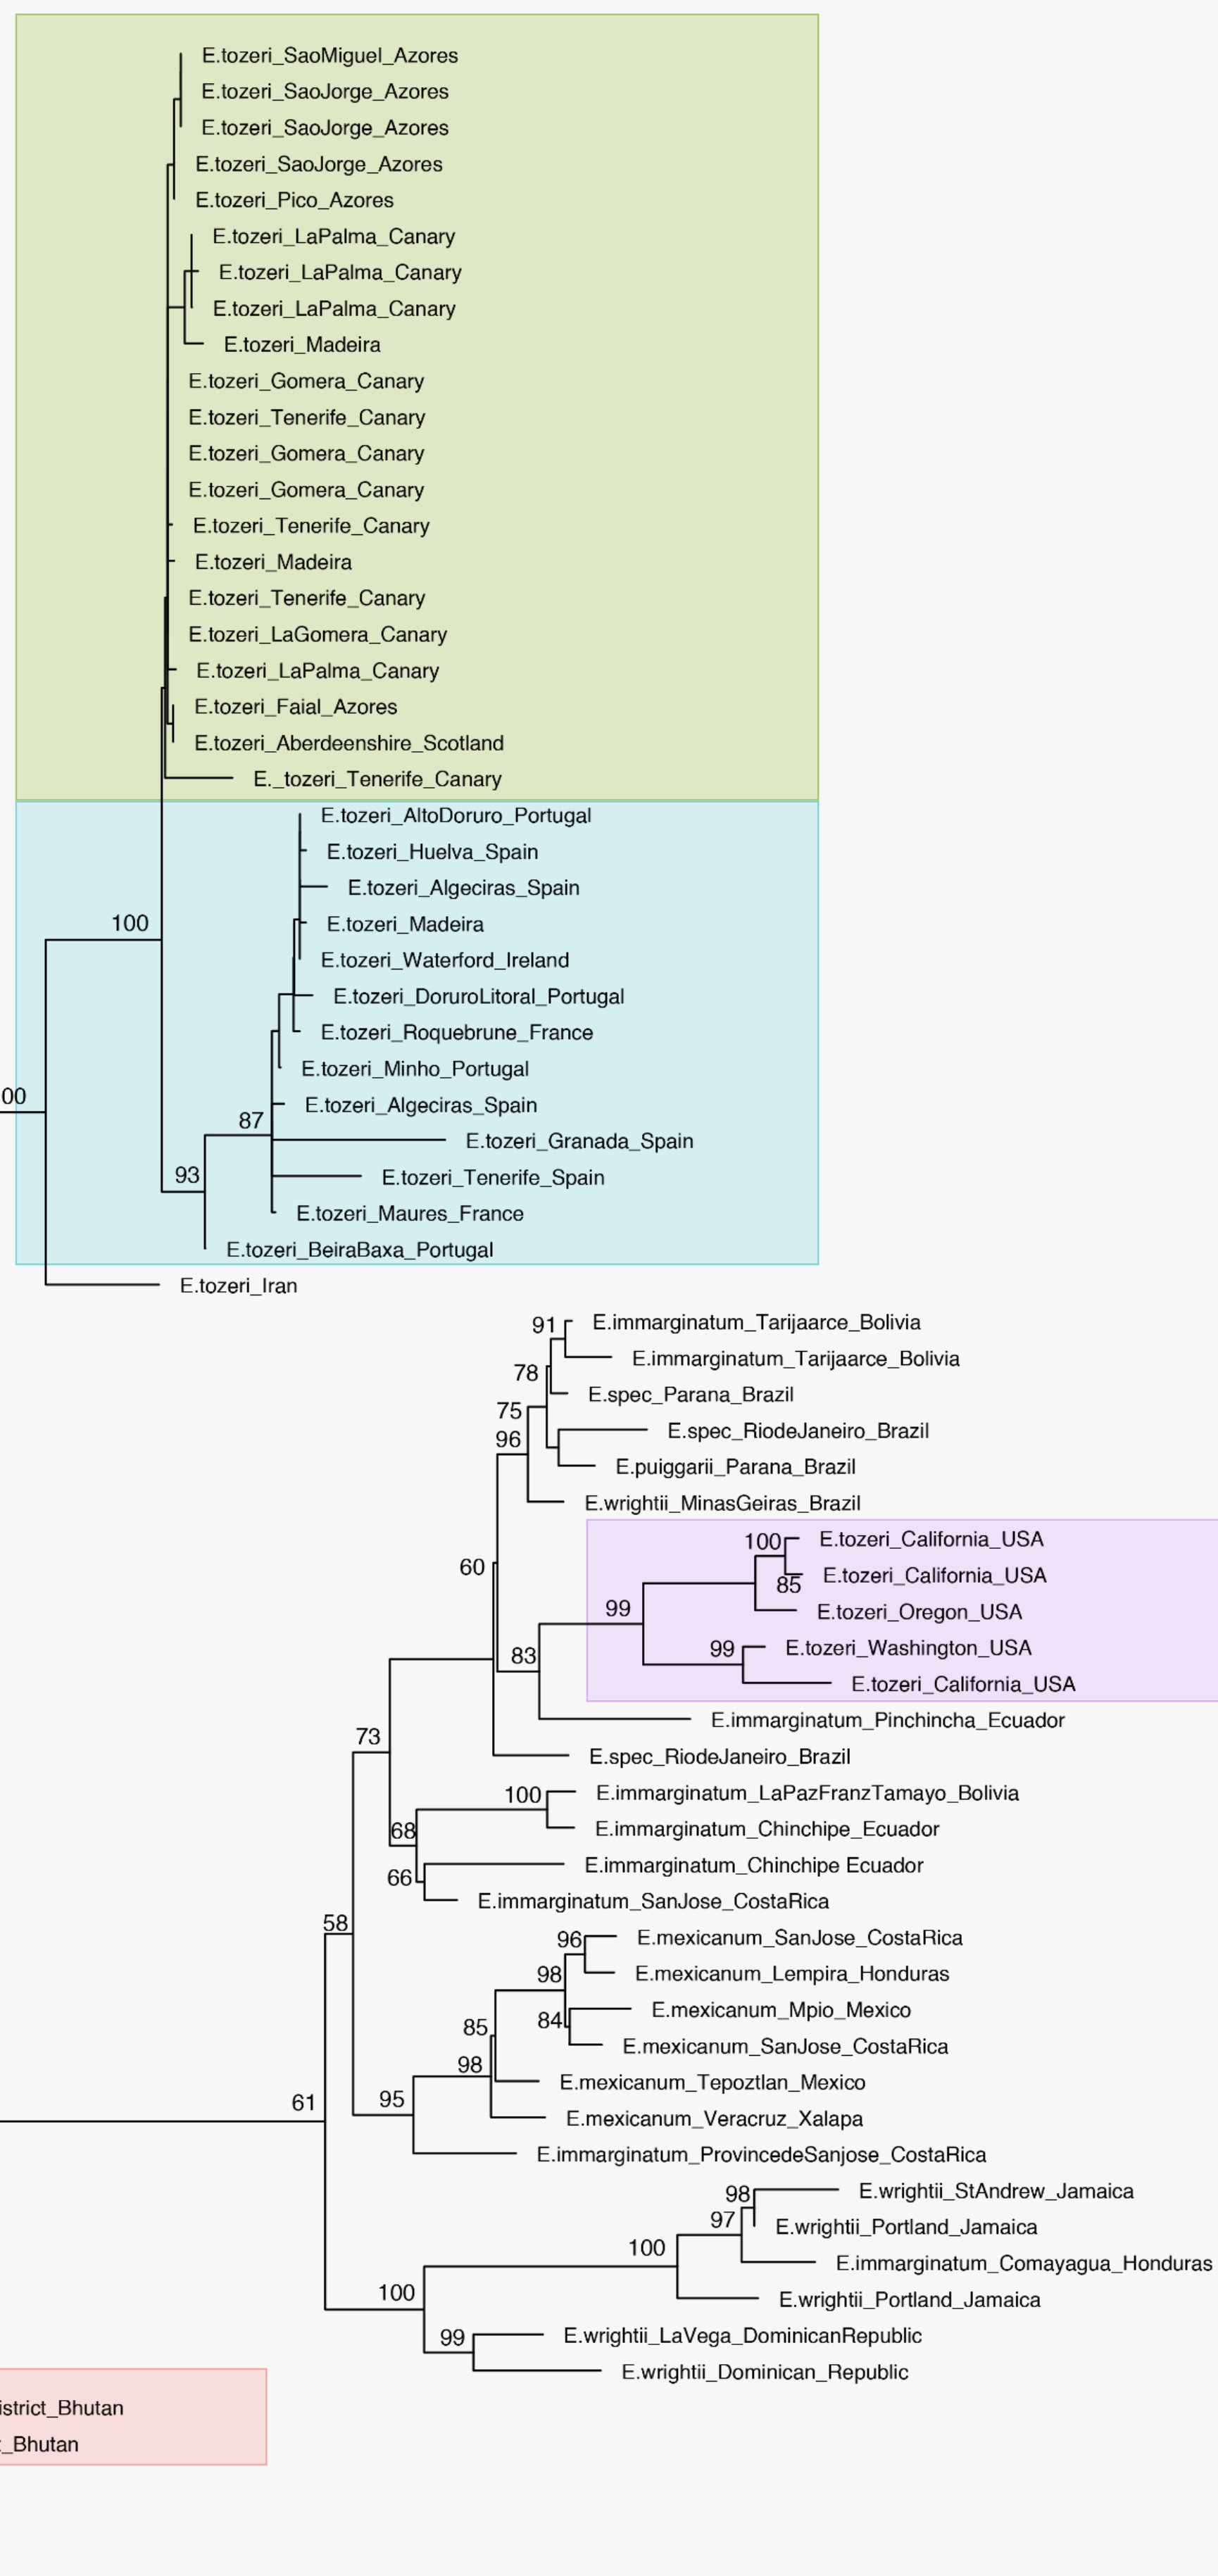 E.tozeri_SaoMiguel_Azores
E.tozeri_SaoJorge_Azores
E.tozeri_SaoJorge_Azores
E.tozeri_SaoJorge_Azores
E.tozeri_Pico_Azores
E.tozeri_LaPalma_Canary
E.tozeri_LaPalma_Canary
E.tozeri_LaPalma_Canary
E.tozeri_Madeira
E.tozeri_Gomera_Canary
E.tozeri_Tenerife_Canary
E.tozeri_Gomera_Canary
E.tozeri_Gomera_Canary
E.tozeri_Tenerife_Canary
E.tozeri_Madeira
E.tozeri_Tenerife_Canary
E.tozeri_LaGomera_Canary
E.tozeri_LaPalma_Canary
E.tozeri_Faial_Azores
E.tozeri_Aberdeenshire_Scotland
E._tozeri_Tenerife_Canary
E.tozeri_AltoDoruro_Portugal
E.tozeri_Huelva_Spain
E.tozeri_Algeciras_Spain
100 E.tozeri_Madeira
E.tozeri_Waterford_Ireland
E.tozeri_DoruroLitoral_Portugal
E.tozeri_Roquebrune_France
E.tozeri_Minho_Portugal
00 E.tozeri_Algeciras_Spain
87 E.tozeri_Granada_Spain
93 E.tozeri_Tenerife_Spain
E.tozeri_Maures_France
E.tozeri_BeiraBaxa_Portugal
E.tozeri_Iran
91 E.immarginatum_Tarijaarce_Bolivia
E.immarginatum_Tarijaarce_Bolivia
78
E.spec_Parana_Brazil
75
E.spec_RiodeJaneiro_Brazil
96
E.puiggarii_Parana_Brazil
E.wrightii_MinasGeiras_Brazil
100 E.tozeri_California_USA
60 85 E.tozeri_California_USA
99 E.tozeri_Oregon_USA
83 99 E.tozeri_Washington_USA
E.tozeri_California_USA
E.immarginatum_Pinchincha_Ecuador
73
E.spec_RiodeJaneiro_Brazil
100 E.immarginatum_LaPazFranzTamayo_Bolivia
68 E.immarginatum_Chinchipe_Ecuador
E.immarginatum_Chinchipe Ecuador
66
E.immarginatum_SanJose_CostaRica
58
96 E.mexicanum_SanJose_CostaRica
98 E.mexicanum_Lempira_Honduras
84 E.mexicanum_Mpio_Mexico
85 E.mexicanum_SanJose_CostaRica
98 E.mexicanum_Tepoztlan_Mexico
61 95 E.mexicanum_Veracruz_Xalapa
E.immarginatum_ProvincedeSanjose_CostaRica
98 E.wrightii_StAndrew_Jamaica
97 E.wrightii_Portland_Jamaica
100 E.immarginatum_Comayagua_Honduras
100 E.wrightii_Portland_Jamaica
99 E.wrightii_LaVega_DominicanRepublic
E.wrightii_Dominican_Republic
istrict_Bhutan
_Bhutan